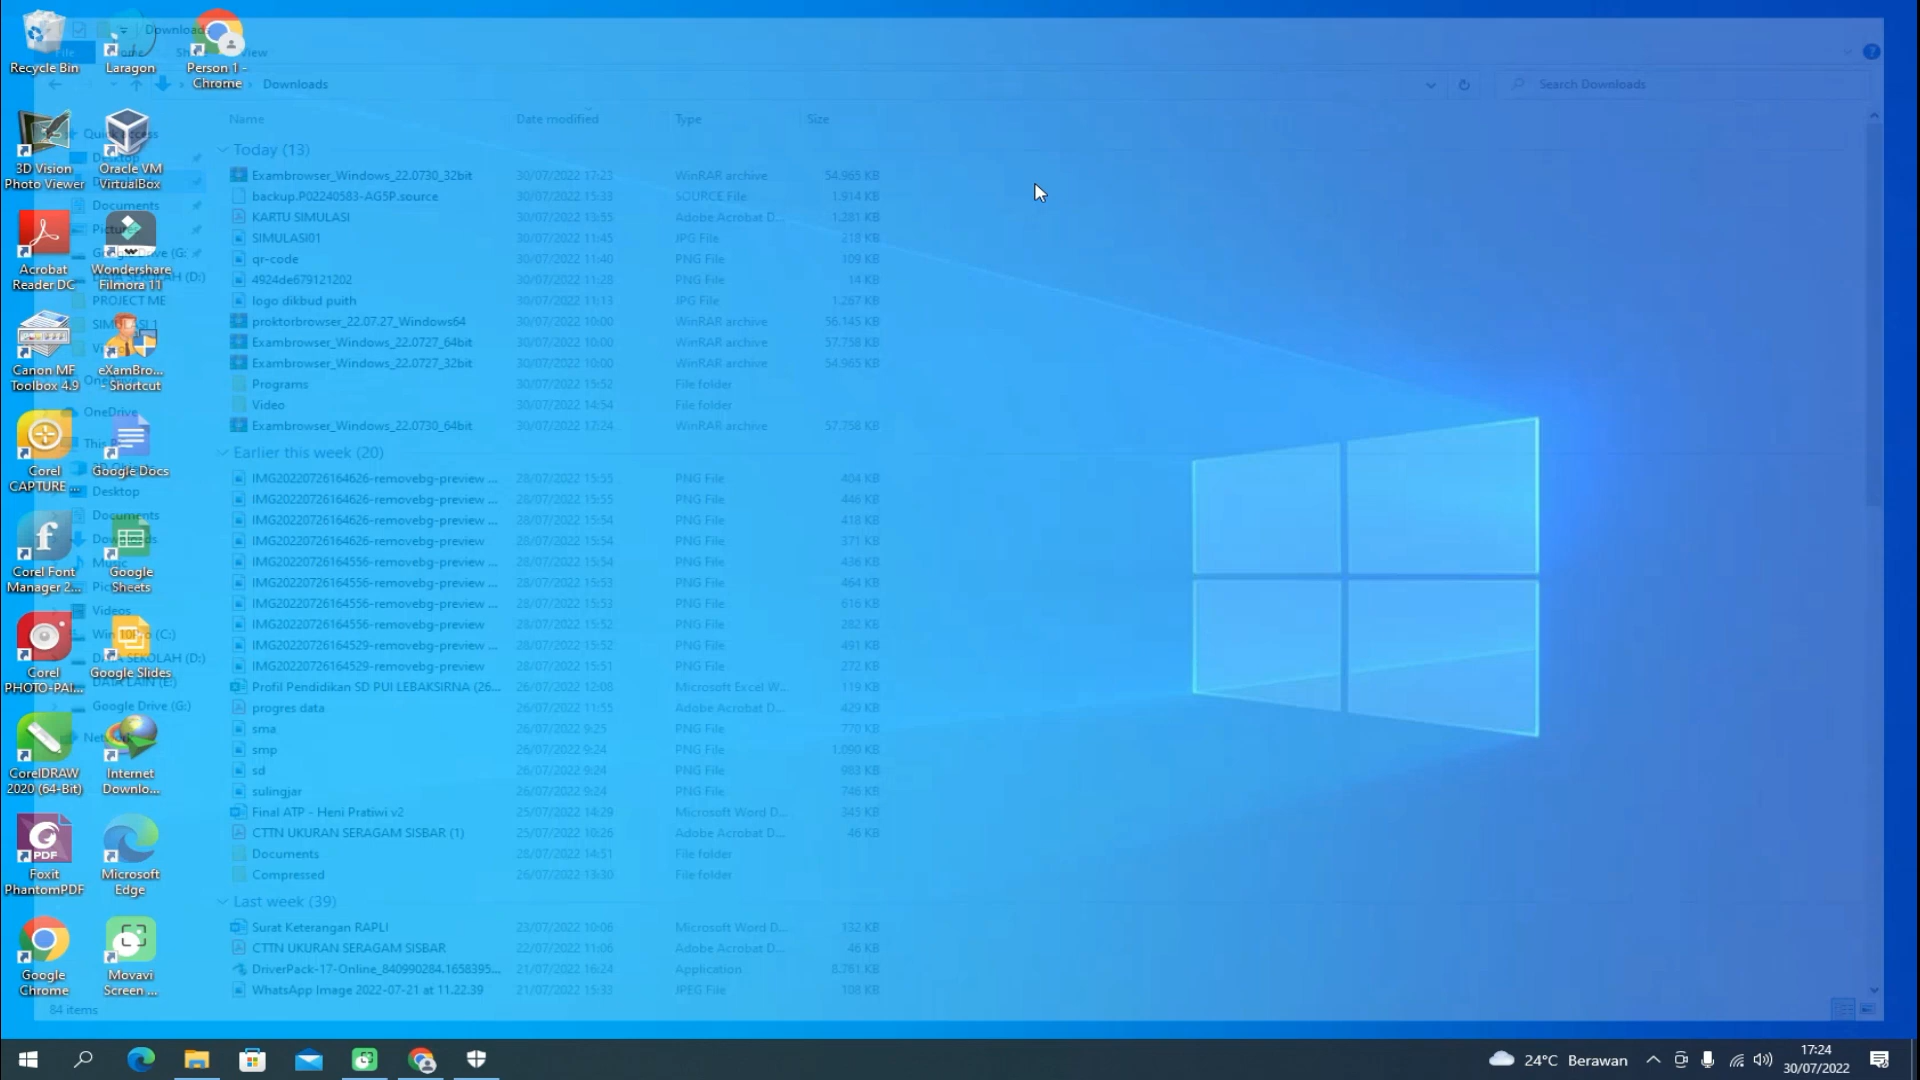 Recycle Bin
Laragon
Person 1 -
Chrome
3D Vision
Photo Viewer
Oracle VM
VirtualBox
Acrobat
Reader DC
Wondershare
Filmora 11
Canon MF
Toolbox 4.9
eXamBro...
- Shortcut
Corel
CAPTURE ...
Google Docs
Corel Font
Manager 2...
Google
Sheets
Corel
PHOTO-PAI...
Google Slides
CorelDRAW
2020 (64-Bit)
Internet
Downlo...
Foxit
PhantomPDF
Microsoft
Edge
Google
Chrome
Movavi
Screen ...
Downloads
File
View
Downloads
Search Downloads
Quick access
Desktop
Documents
Pictures
Google Drive (G:
DATA SEKOLAH (D:)
PROJECT ME
SIMULASI 1
OneDrive
Desktop
Documents
Downloads
Music
Videos
Win 10Pro (C:)
DATA SEKOLAH (D:)
DATA LAIN (E:)
Google Drive (G:)
Network
Name Date modified Type Size
Today (13)
Exambrowser_Windows_22.0730_32bit 30/07/2022 17:23 WinRAR archive 54.965 KB
backup.P02240583-AG5P.source 30/07/2022 15:33 SOURCE File 1.914 KB
KARTU SIMULASI 30/07/2022 13:55 Adobe Acrobat D... 1.281 KB
SIMULASI01 30/07/2022 11:45 JPG File 218 KB
qr-code 30/07/2022 11:40 PNG File 109 KB
4924de679121202 30/07/2022 11:28 PNG File 14 KB
logo dikbud puith 30/07/2022 11:13 JPG File 1.267 KB
proktorbrowser_22.07.27_Windows64 30/07/2022 10:00 WinRAR archive 56.145 KB
Exambrowser_Windows_22.0727_64bit 30/07/2022 10:00 WinRAR archive 57.758 KB
Exambrowser_Windows_22.0727_32bit 30/07/2022 10:00 WinRAR archive 54.965 KB
Programs 30/07/2022 15:52 File folder
Video 30/07/2022 14:54 File folder
Exambrowser_Windows_22.0730_64bit 30/07/2022 17:24 WinRAR archive 57.758 KB
Earlier this week (20)
IMG20220726164626-removebg-preview ... 28/07/2022 15:55 PNG File 404 KB
IMG20220726164626-removebg-preview ... 28/07/2022 15:55 PNG File 446 KB
IMG20220726164626-removebg-preview ... 28/07/2022 15:54 PNG File 418 KB
IMG20220726164626-removebg-preview 28/07/2022 15:54 PNG File 371 KB
IMG20220726164556-removebg-preview ... 28/07/2022 15:54 PNG File 436 KB
IMG20220726164556-removebg-preview ... 28/07/2022 15:53 PNG File 464 KB
IMG20220726164556-removebg-preview ... 28/07/2022 15:53 PNG File 616 KB
IMG20220726164556-removebg-preview 28/07/2022 15:52 PNG File 282 KB
IMG20220726164529-removebg-preview ... 28/07/2022 15:52 PNG File 491 KB
IMG20220726164529-removebg-preview 28/07/2022 15:51 PNG File 272 KB
Profil Pendidikan SD PUI LEBAKSIRNA (26... 26/07/2022 12:08 Microsoft Excel W... 119 KB
progres data 26/07/2022 11:55 Adobe Acrobat D... 429 KB
sma 26/07/2022 9:25 PNG File 770 KB
smp 26/07/2022 9:24 PNG File 1.090 KB
sd 26/07/2022 9:24 PNG File 983 KB
sulingjar 26/07/2022 9:24 PNG File 746 KB
Final ATP - Heni Pratiwi v2 25/07/2022 14:29 Microsoft Word D... 345 KB
CTTN UKURAN SERAGAM SISBAR (1) 25/07/2022 10:26 Adobe Acrobat D... 46 KB
Documents 28/07/2022 14:51 File folder
Compressed 26/07/2022 13:30 File folder
Last week (39)
Surat Keterangan RAPLI 23/07/2022 10:06 Microsoft Word D... 132 KB
CTTN UKURAN SERAGAM SISBAR 22/07/2022 11:06 Adobe Acrobat D... 46 KB
DriverPack-17-Online_840990284.1658395... 21/07/2022 16:24 Application 8.761 KB
WhatsApp Image 2022-07-21 at 11.22.39 21/07/2022 15:33 JPEG File 108 KB
84 items
24°C Berawan
17:24
30/07/2022